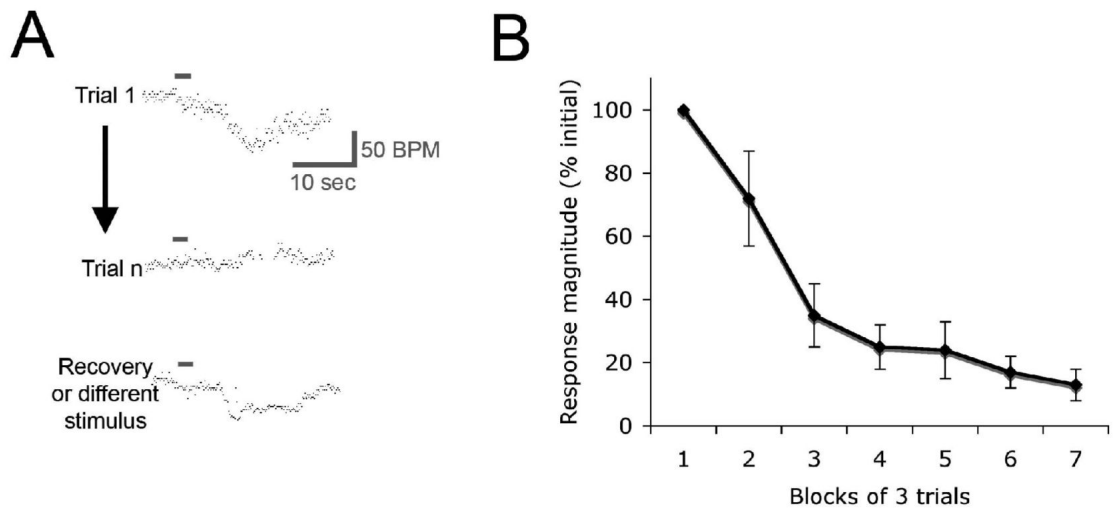 A
Trial 1
50 BPM
10 sec
Trial n
Recovery
or different
stimulus
B
Response magnitude (% initial)
100
80
60
40
20
0
1 2 3 4 5 6 7
Blocks of 3 trials